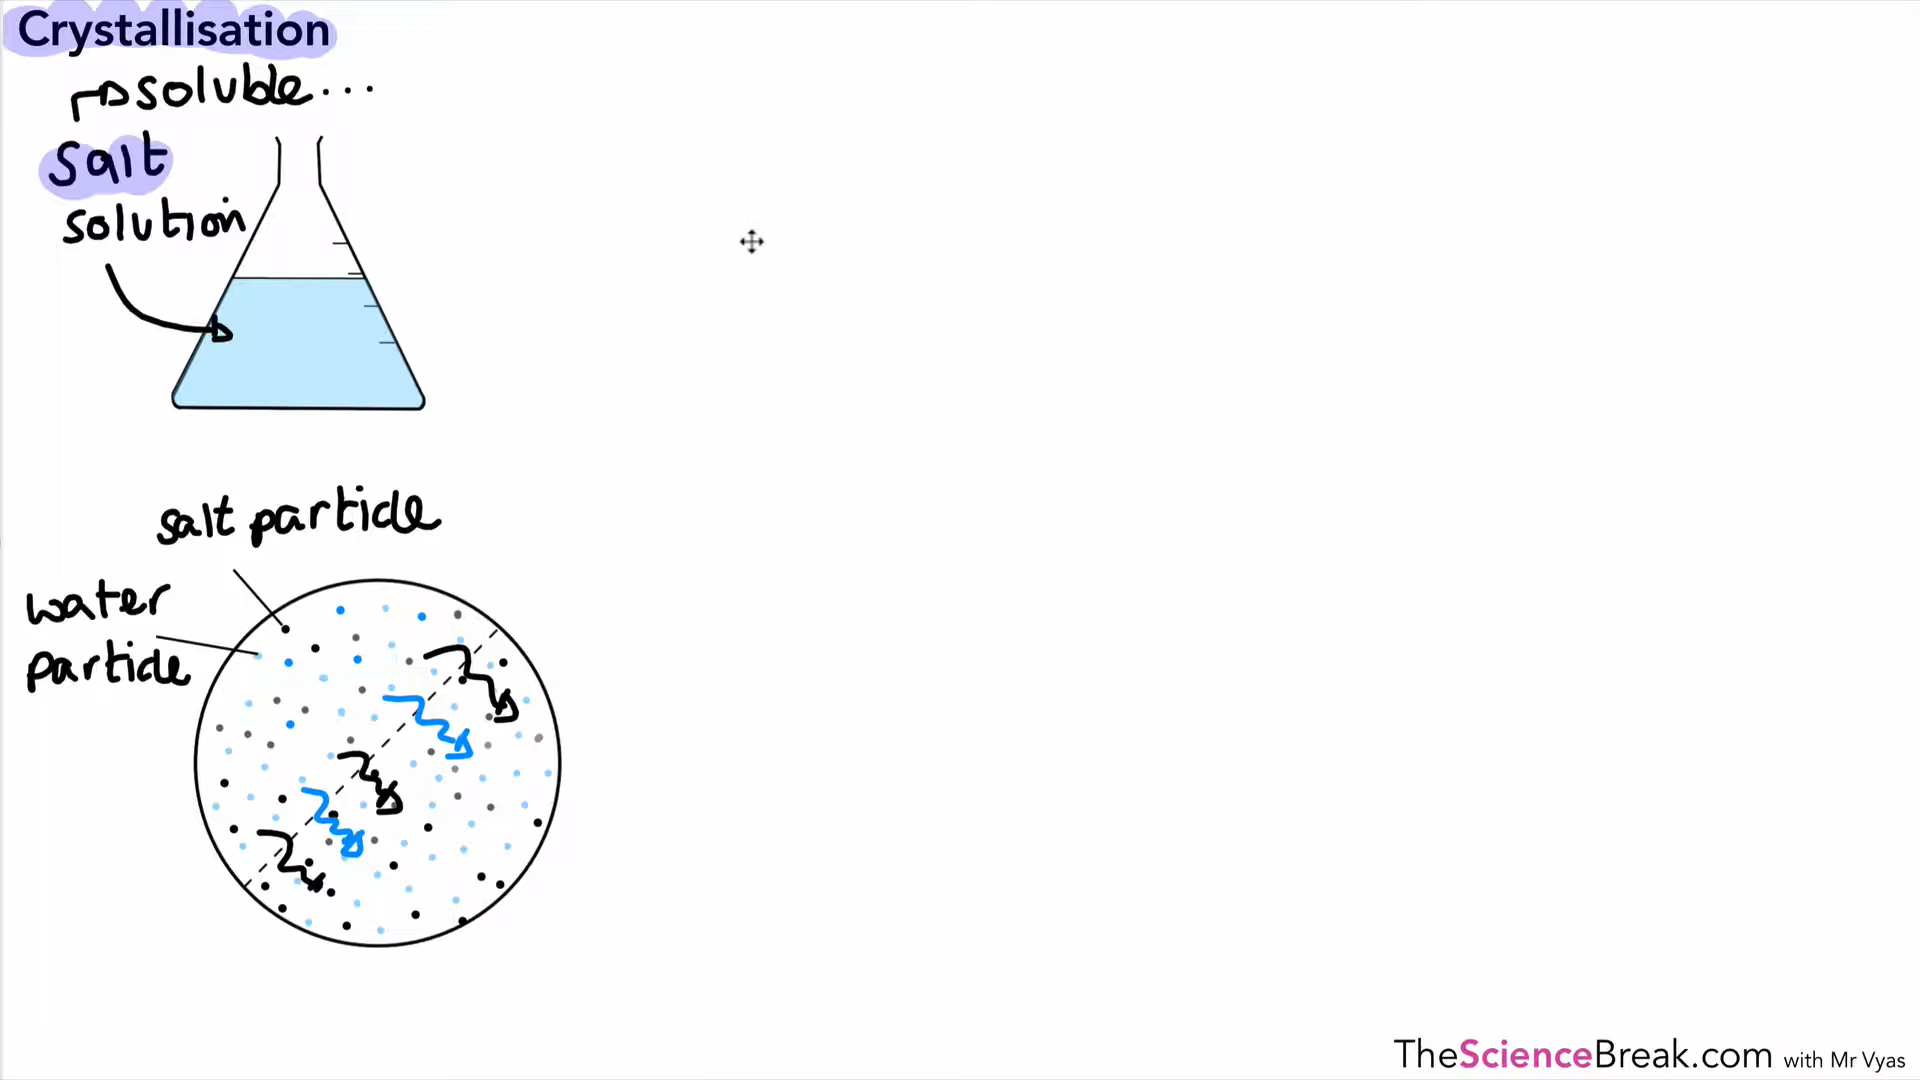 Crystallisation
soluble...
salt
solution
salt particle
water
particle
TheScienceBreak.com with Mr Vyas